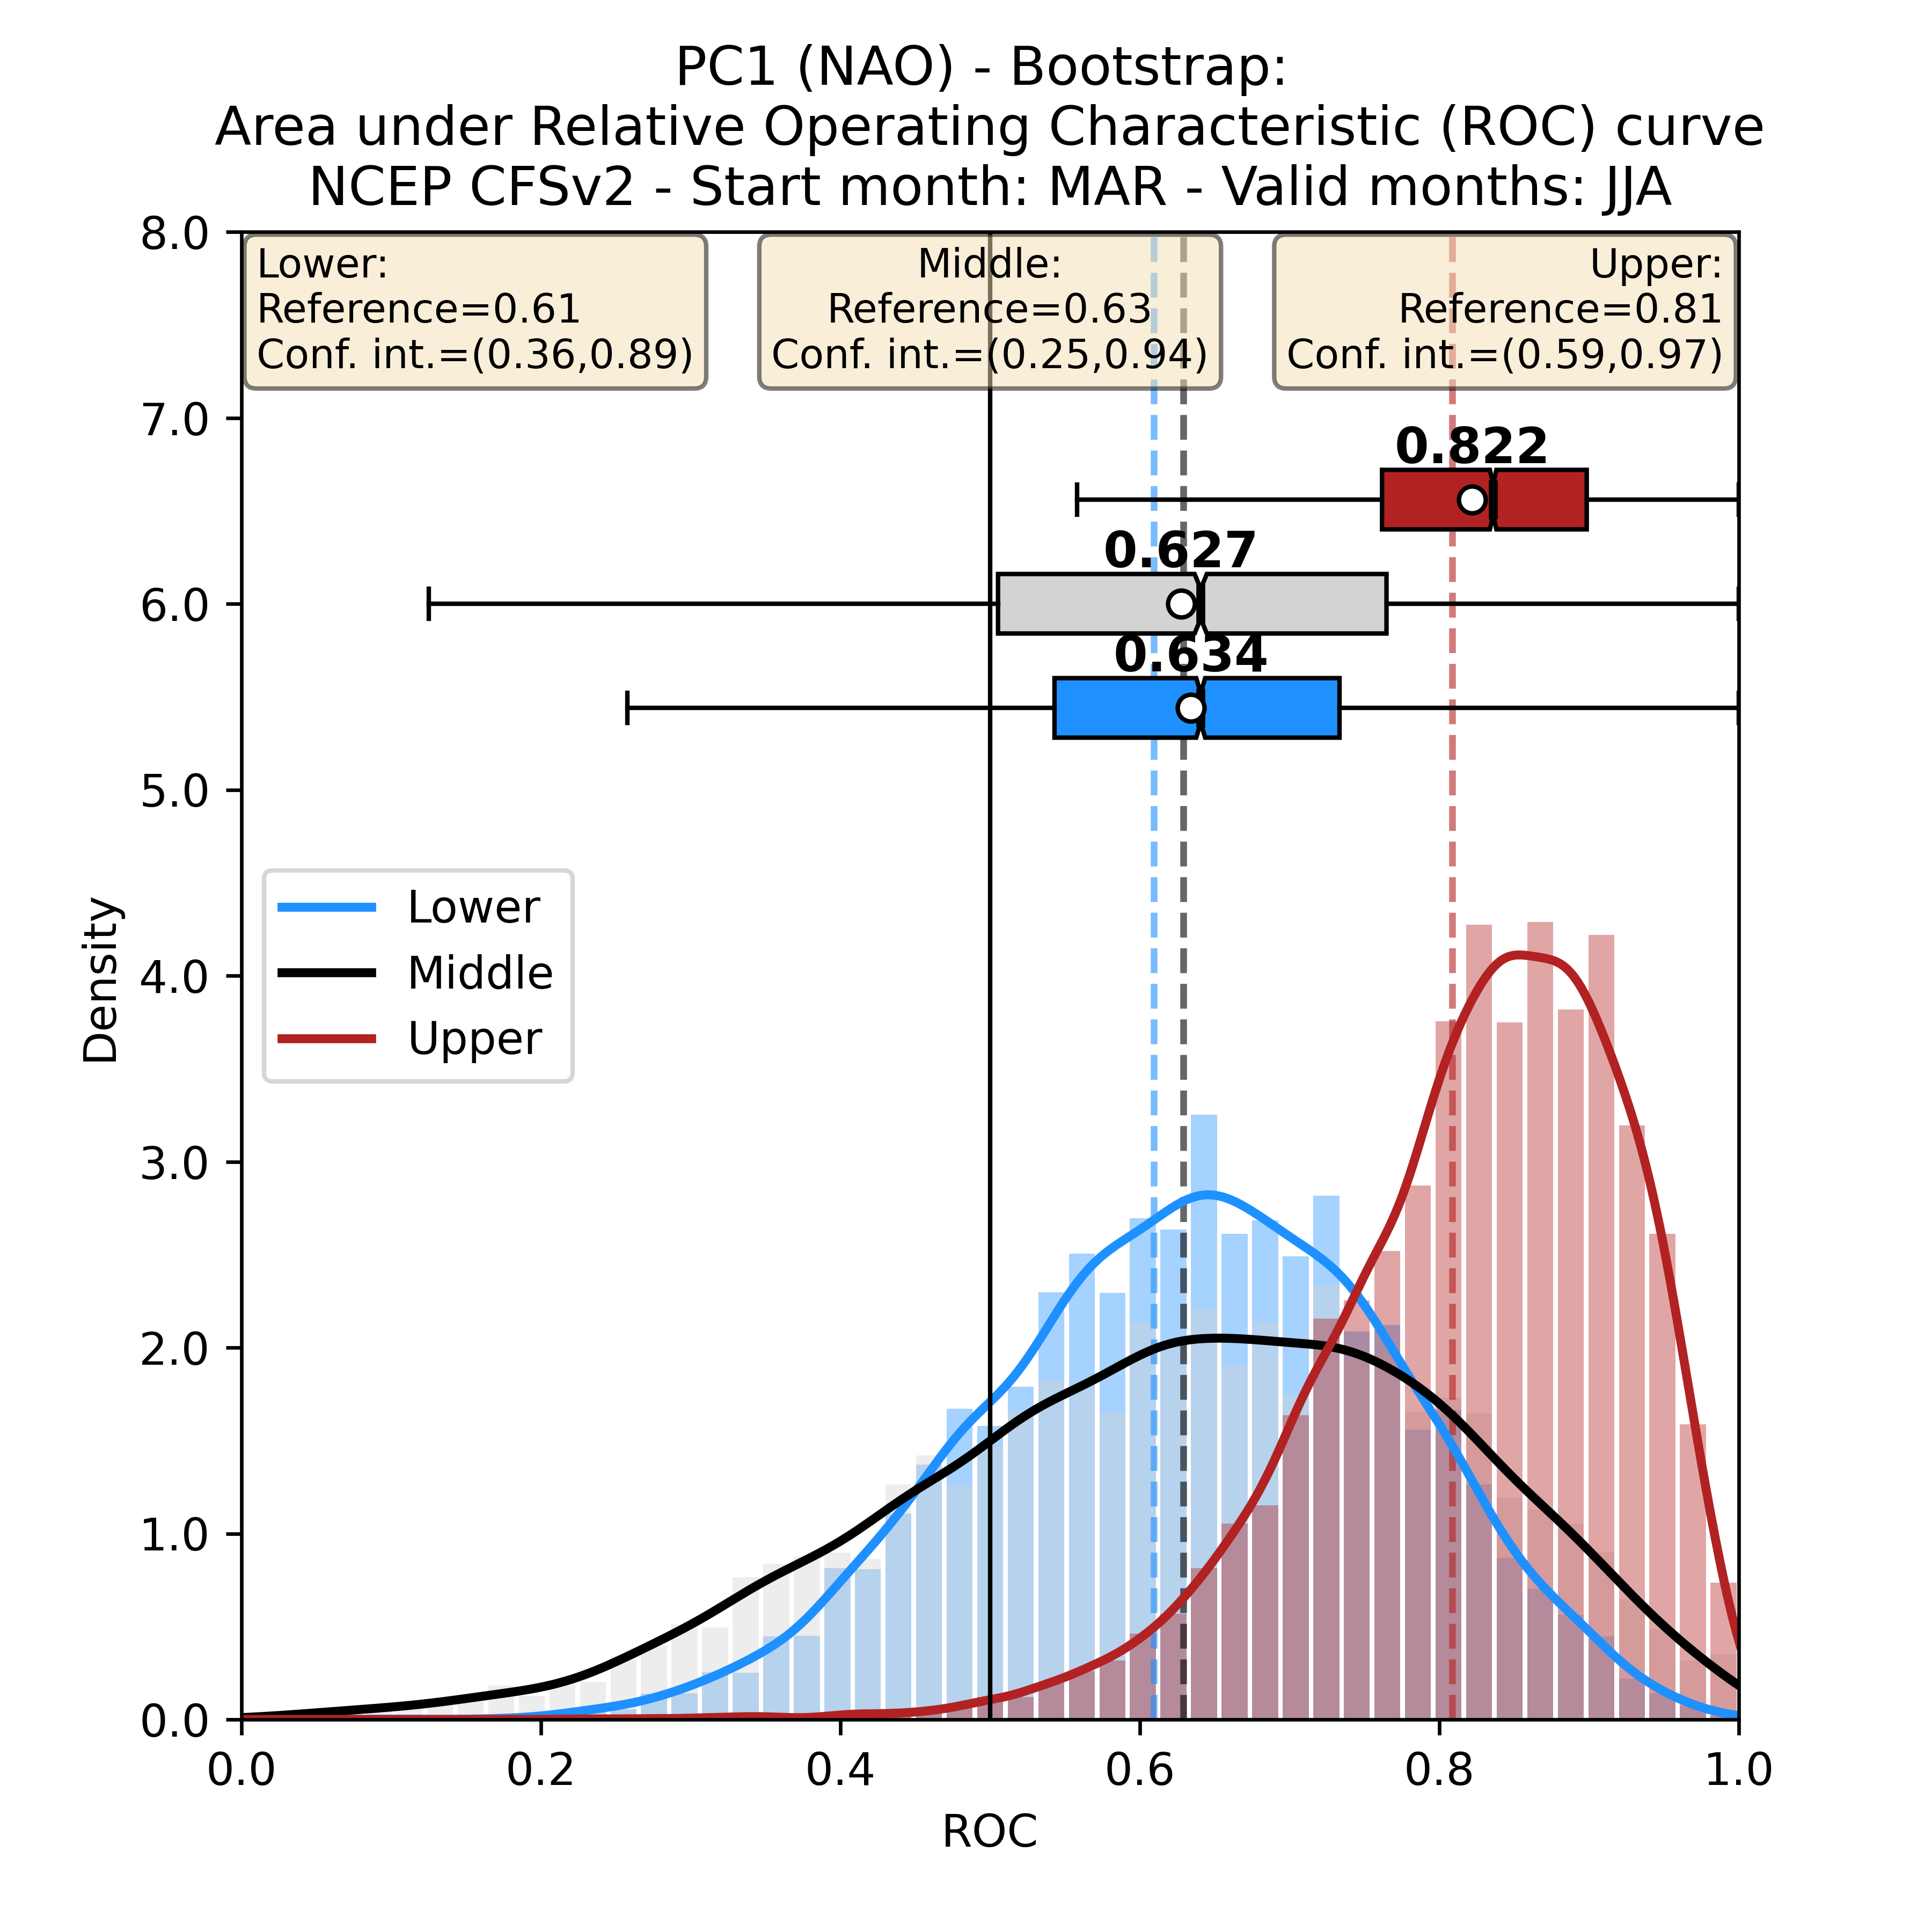 PC1 (NAO) - Bootstrap:
Area under Relative Operating Characteristic (ROC) curve
NCEP CFSv2 - Start month: MAR - Valid months: JJA
8.0
Lower:
Reference=0.61
Conf. int.=(0.36,0.89)
Middle:
Reference=0.63
Conf. int.=(0.25,0.94)
Upper:
Reference=0.81
Conf. int.=(0.59,0.97)
7.0
0.822
0.627
6.0
0.634
5.0
Lower
Middle
Upper
Density
4.0
3.0
2.0
1.0
0.0
0.0 0.2 0.4 0.6 0.8 1.0
ROC